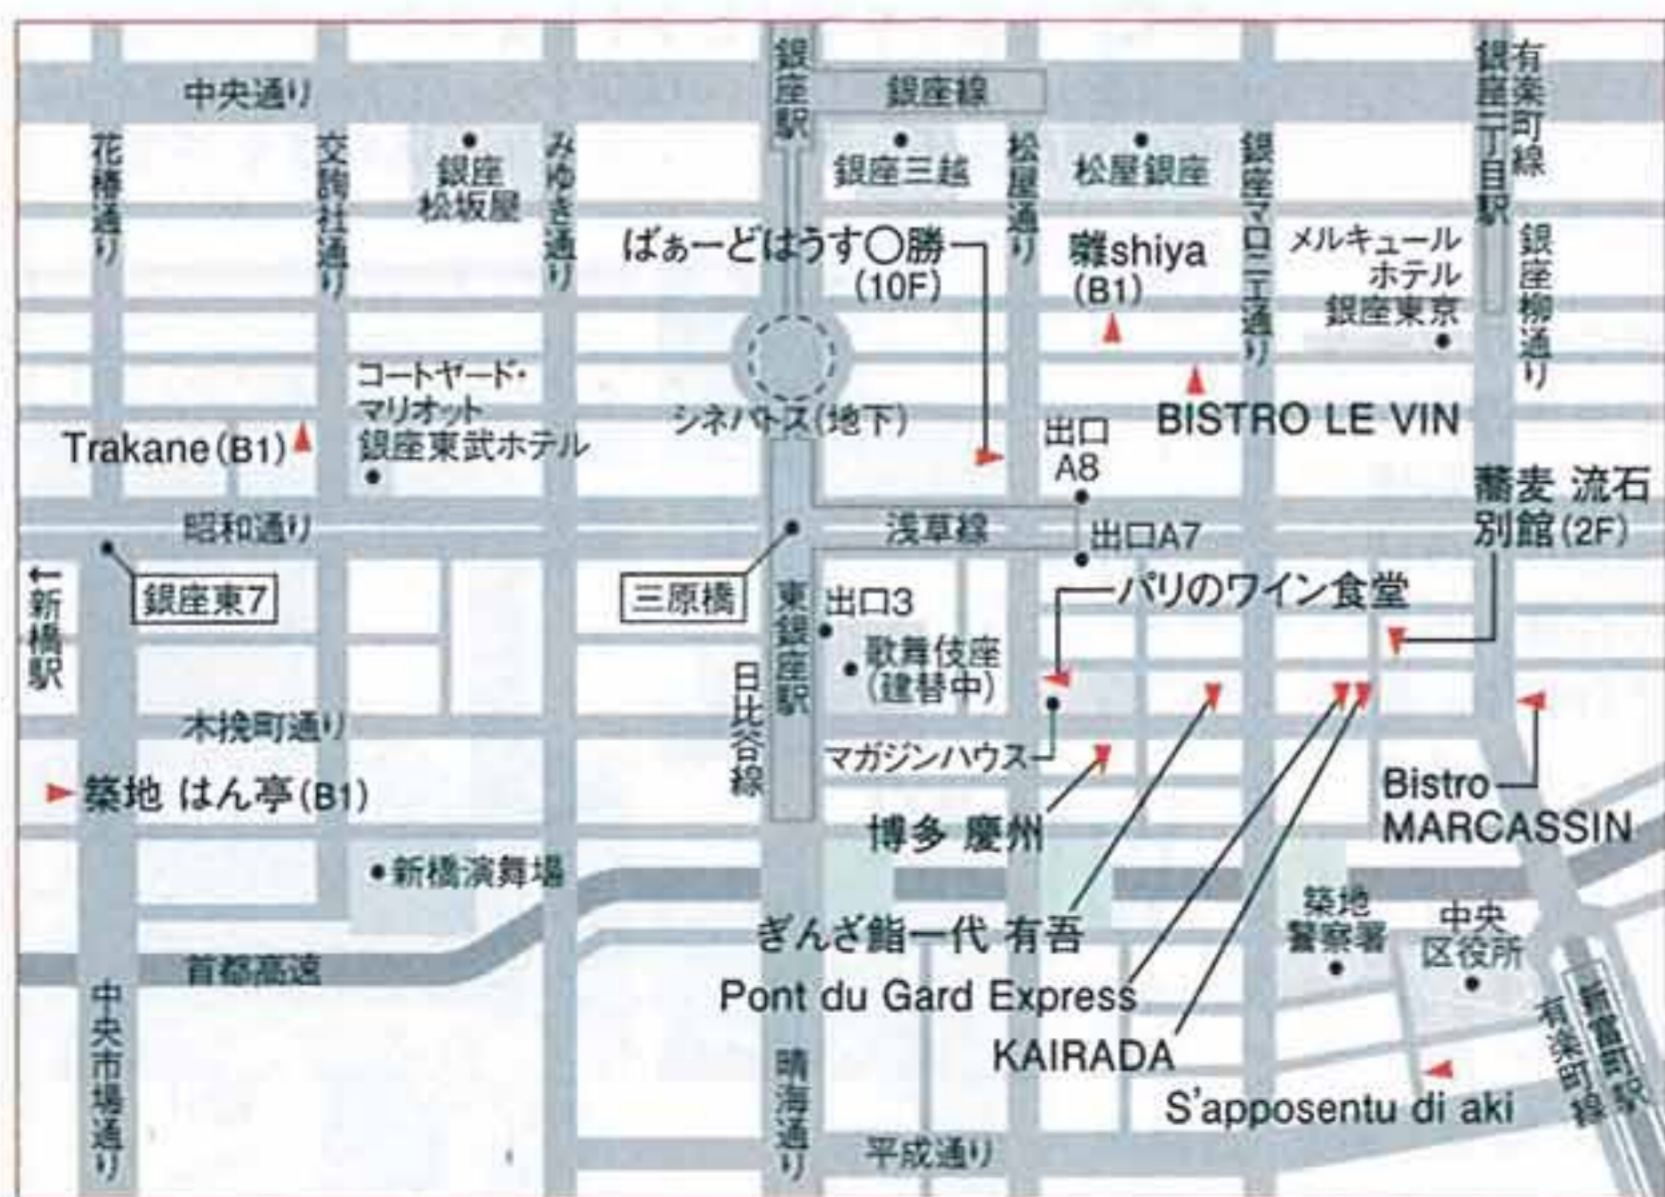 中央通り
銀座駅
銀座線
銀座一丁目駅
有楽町線
花椿通り
交詢社通り
銀座
松坂屋
みゆき通り
銀座三越
松屋通り
松屋銀座
銀座マロニエ通り
銀座柳通り
ばぁーどはうす〇勝
(10F)
囃shiya
(B1)
メルキュール
ホテル
銀座東京
コートヤード・
マリオット
銀座東武ホテル
Trakane(B1)
シネパトス(地下)
出口
A8
BISTRO LE VIN
蕎麦 流石
別館(2F)
昭和通り
浅草線
出口A7
銀座東7
三原橋
←新橋駅
東銀座駅
出口3
歌舞伎座
(建替中)
パリのワイン食堂
日比谷線
木挽町通り
マガジンハウス
築地 はん亭(B1)
博多 慶州
Bistro
MARCASSIN
新橋演舞場
ぎんざ鮨一代 有吾
築地
警察署
中央
区役所
首都高速
Pont du Gard Express
KAIRADA
S'apposentu di aki
中央市場通り
晴海通り
平成通り
新富町駅
有楽町線